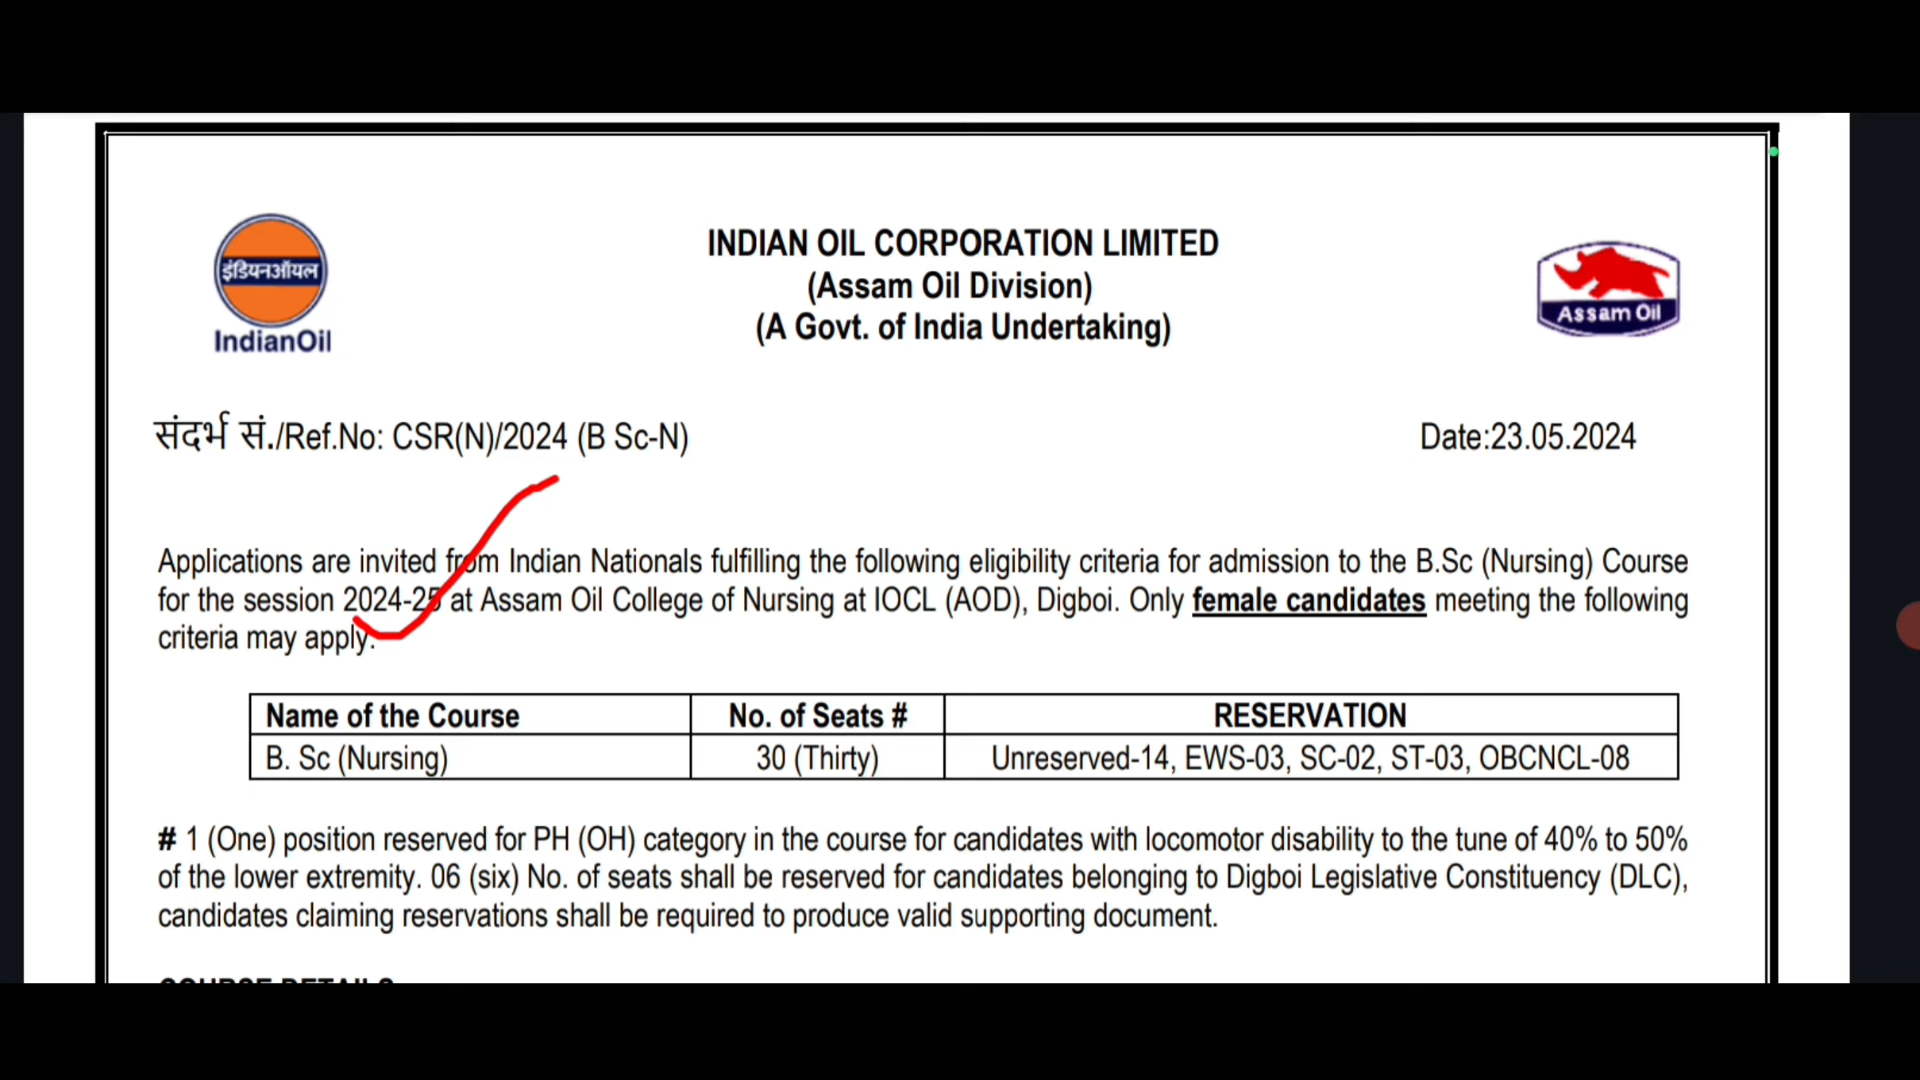 इंडियनऑयल
IndianOil
INDIAN OIL CORPORATION LIMITED
(Assam Oil Division)
(A Govt. of India Undertaking)
Assam Oil
संदर्भ सं./Ref.No: CSR(N)/2024 (B Sc-N)
Date:23.05.2024
Applications are invited from Indian Nationals fulfilling the following eligibility criteria for admission to the B.Sc (Nursing) Course
for the session 2024-25 at Assam Oil College of Nursing at IOCL (AOD), Digboi. Only female candidates meeting the following
criteria may apply.
Name of the Course No. of Seats # RESERVATION
B. Sc (Nursing) 30 (Thirty) Unreserved-14, EWS-03, SC-02, ST-03, OBCNCL-08
# 1 (One) position reserved for PH (OH) category in the course for candidates with locomotor disability to the tune of 40% to 50%
of the lower extremity. 06 (six) No. of seats shall be reserved for candidates belonging to Digboi Legislative Constituency (DLC),
candidates claiming reservations shall be required to produce valid supporting document.
COURSE DETAILS